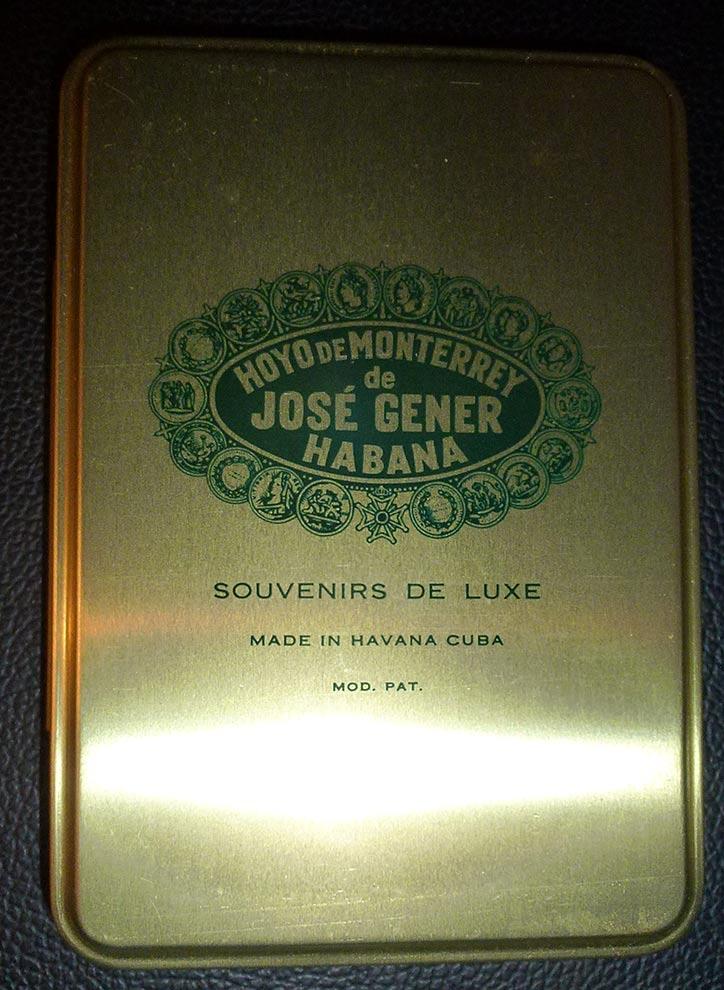 HOYO DE MONTERREY
de
JOSÉ GENER
HABANA
SOUVENIRS DE LUXE
MADE IN HAVANA CUBA
MOD. PAT.